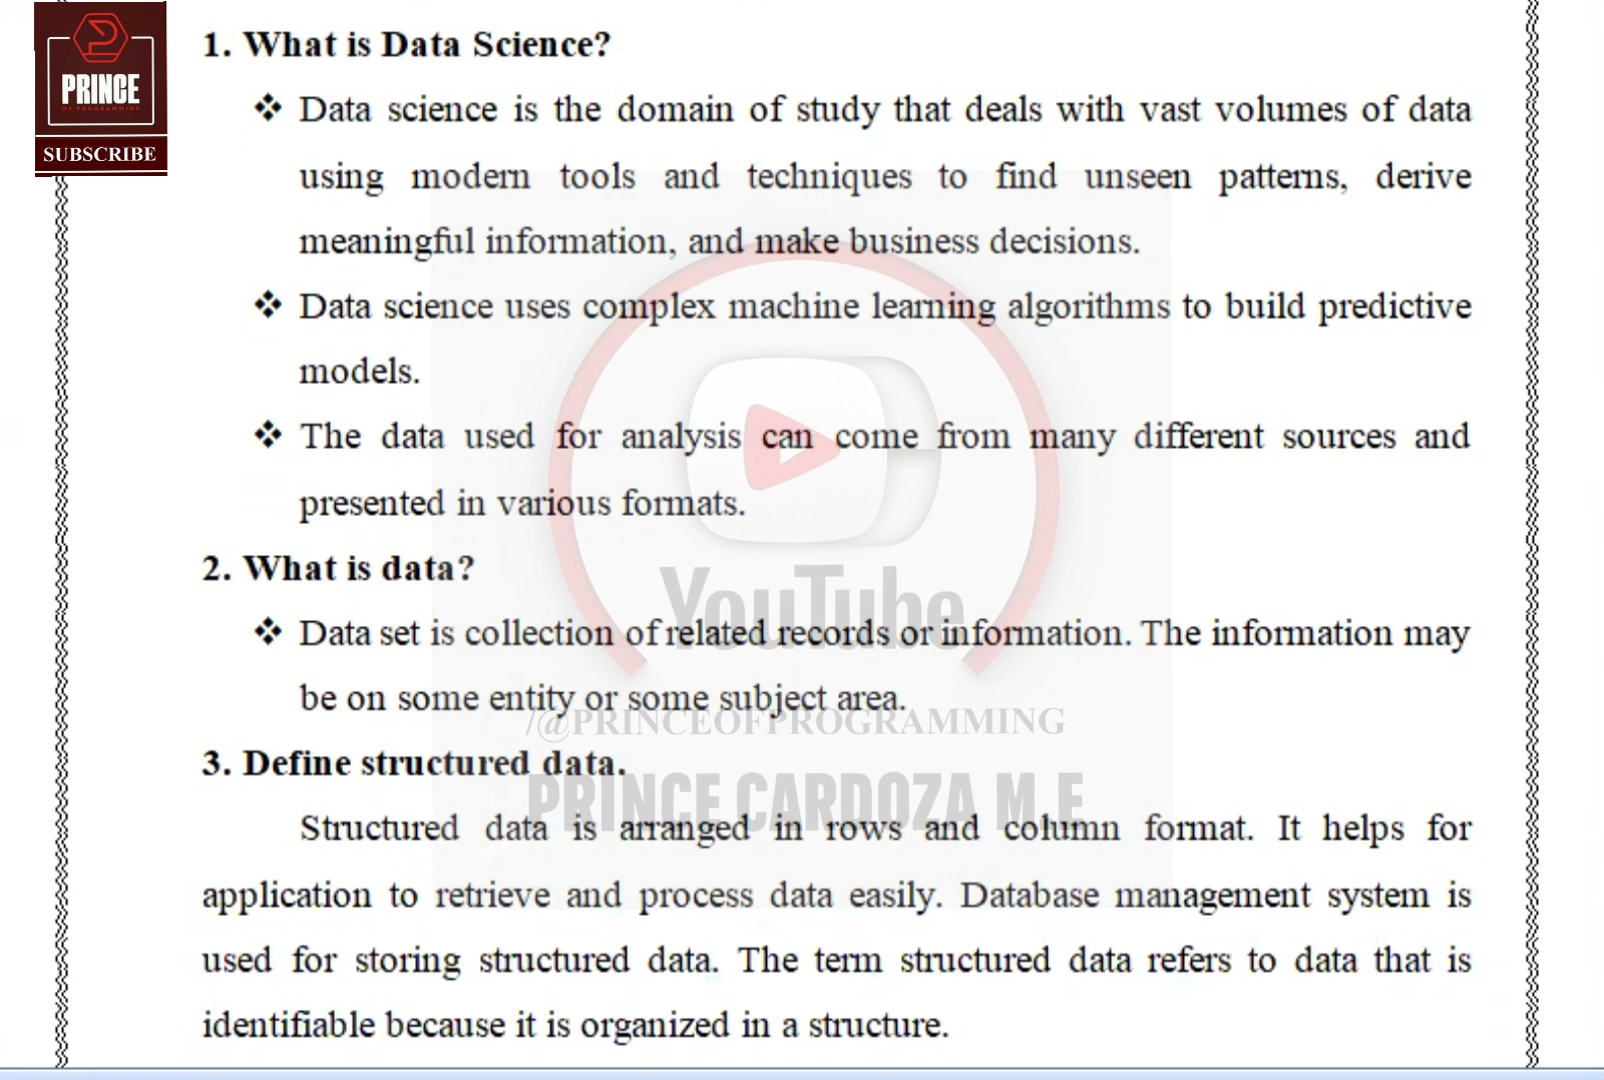 PRINCE
SUBSCRIBE
1. What is Data Science?
❖ Data science is the domain of study that deals with vast volumes of data
using modern tools and techniques to find unseen patterns, derive
meaningful information, and make business decisions.
❖ Data science uses complex machine learning algorithms to build predictive
models.
❖ The data used for analysis can come from many different sources and
presented in various formats.
2. What is data?
❖ Data set is collection of related records or information. The information may
be on some entity or some subject area.
3. Define structured data.
Structured data is arranged in rows and column format. It helps for
application to retrieve and process data easily. Database management system is
used for storing structured data. The term structured data refers to data that is
identifiable because it is organized in a structure.
YouTube
/@PRINCEOFPROGRAMMING
PRINCE CARDOZA M.E